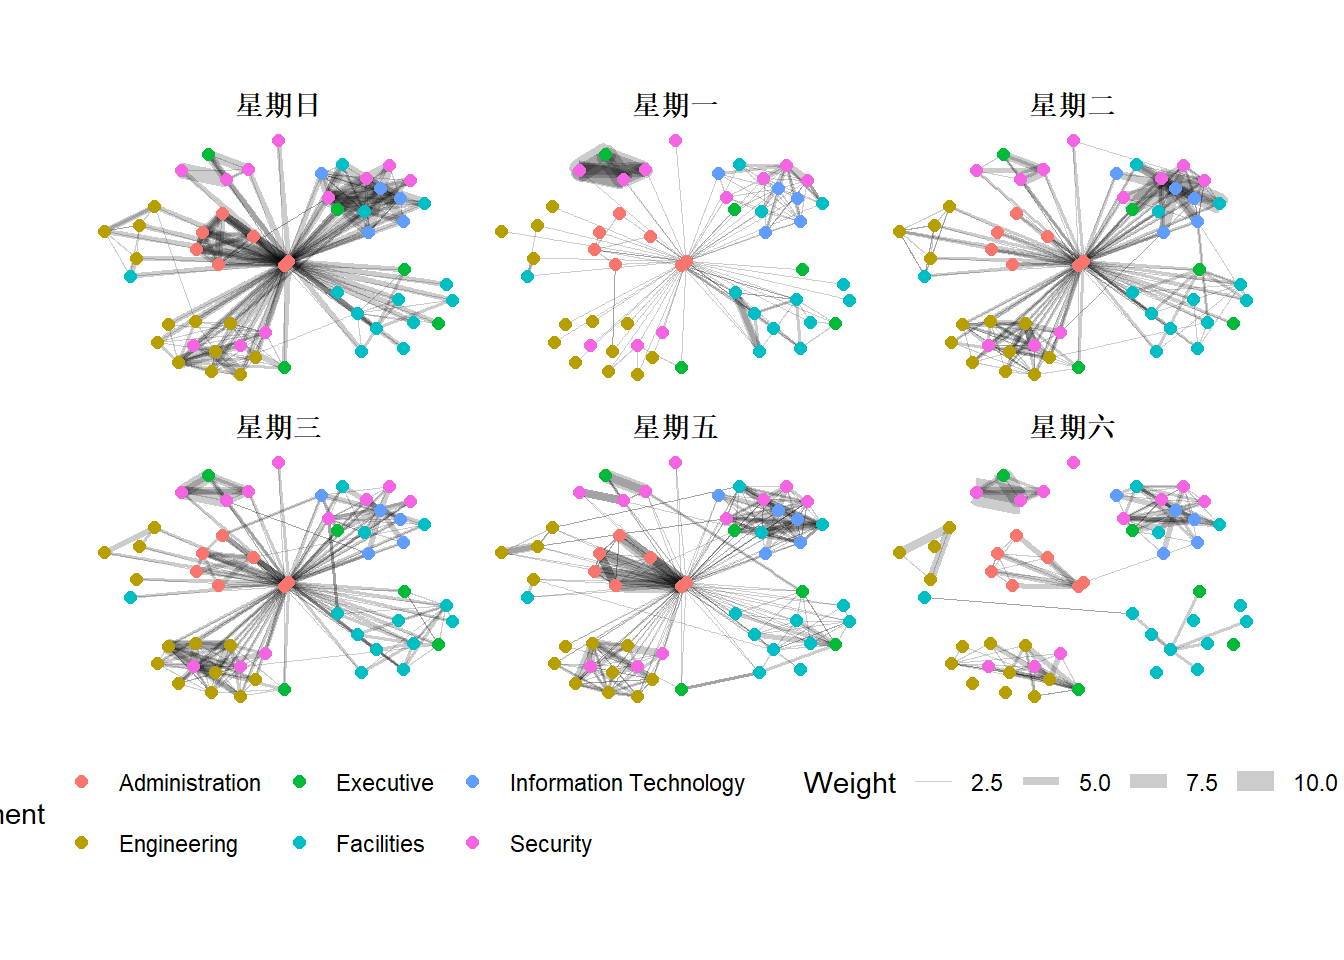 星期日 星期一 星期二
星期三 星期五 星期六
Administration Executive Information Technology Weight 2.5 5.0 7.5 10.0
Engineering Facilities Security